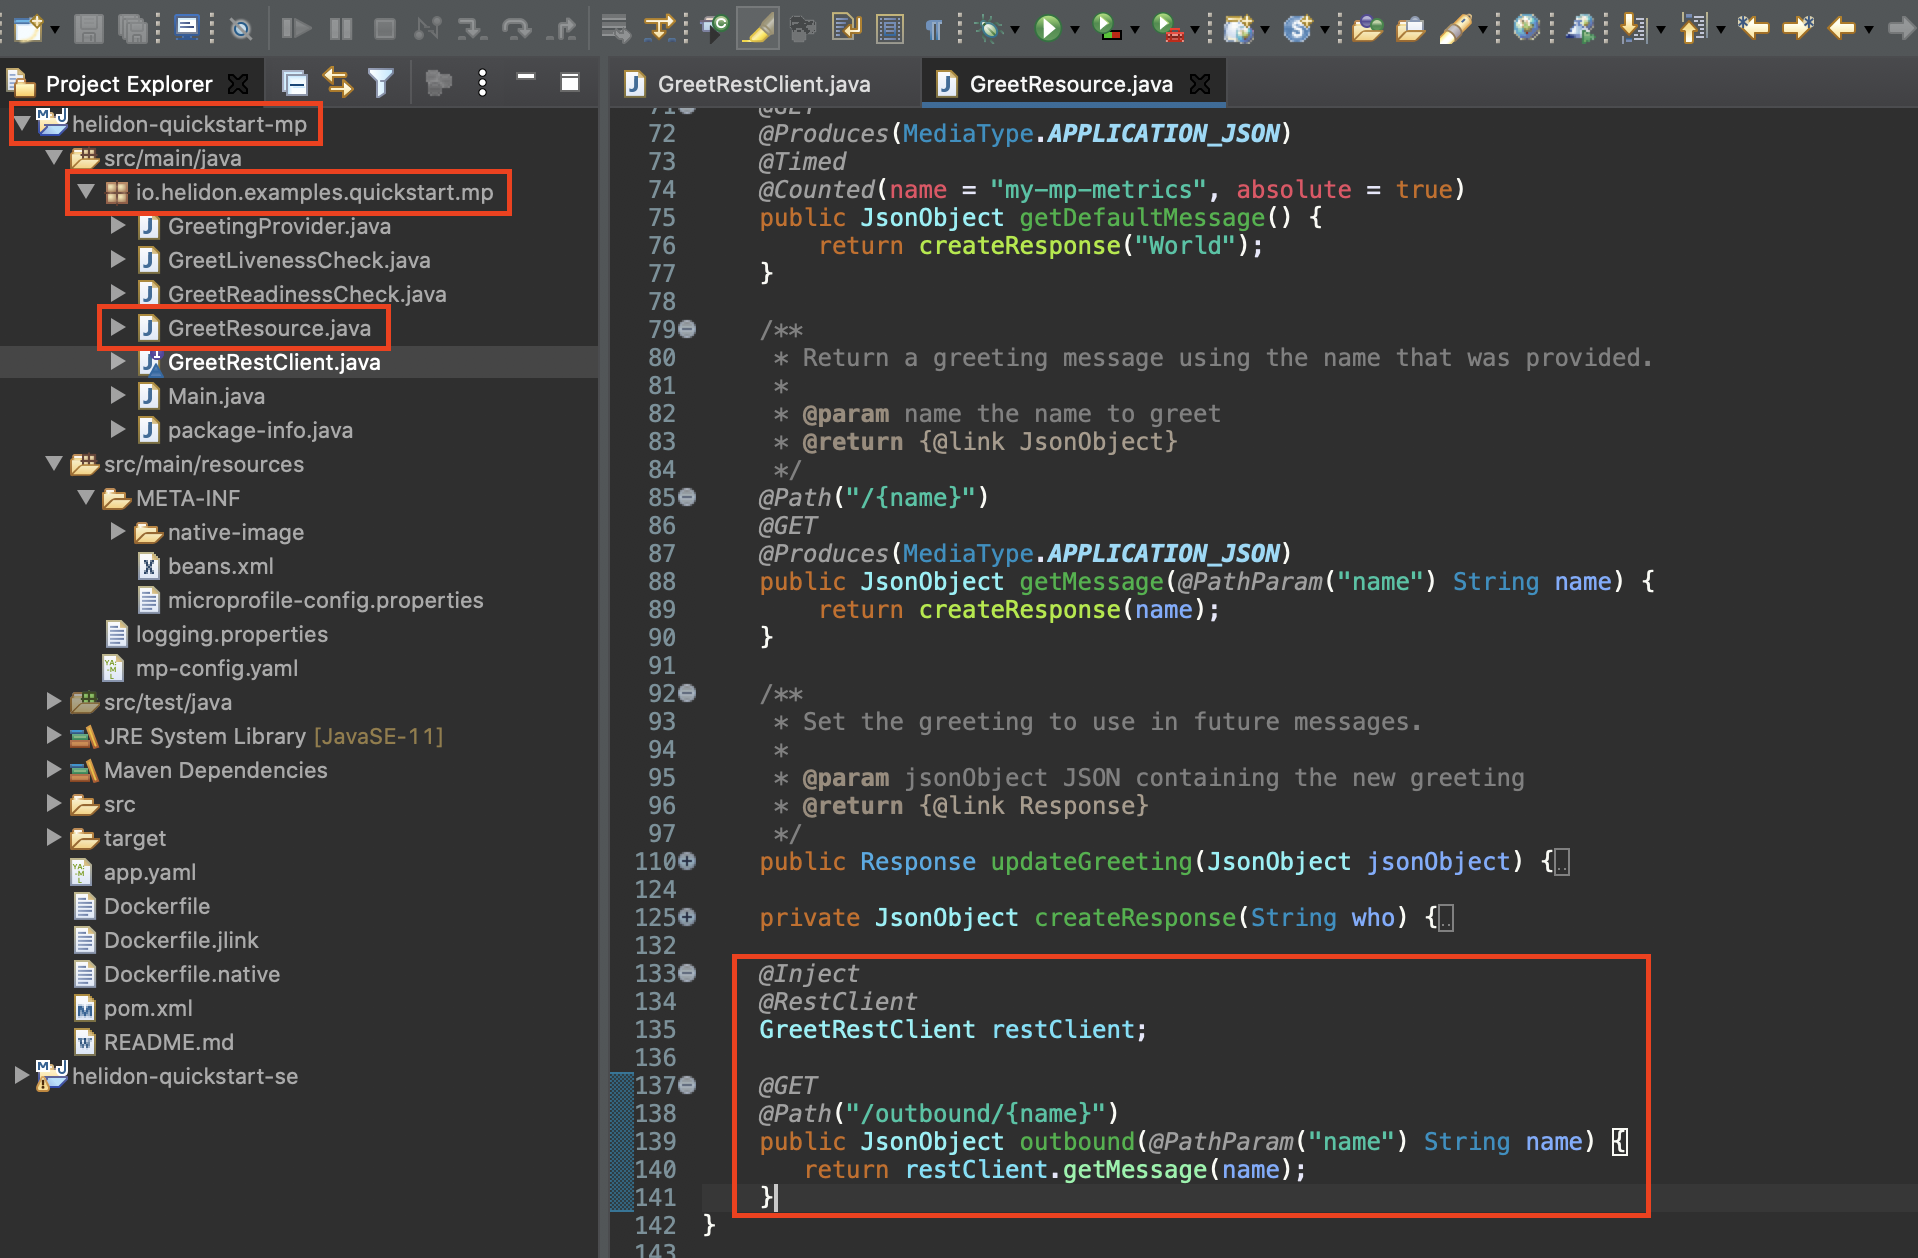 Project Explorer
helidon-quickstart-mp
src/main/java
io.helidon.examples.quickstart.mp
GreetingProvider.java
GreetLivenessCheck.java
GreetReadinessCheck.java
GreetResource.java
GreetRestClient.java
Main.java
package-info.java
src/main/resources
META-INF
native-image
beans.xml
microprofile-config.properties
logging.properties
mp-config.yaml
src/test/java
JRE System Library [JavaSE-11]
Maven Dependencies
src
target
app.yaml
Dockerfile
Dockerfile.jlink
Dockerfile.native
pom.xml
README.md
helidon-quickstart-se
GreetRestClient.java
GreetResource.java
71 @GET
72 @Produces(MediaType.APPLICATION_JSON)
73 @Timed
74 @Counted(name = "my-mp-metrics", absolute = true)
75 public JsonObject getDefaultMessage() {
76 return createResponse("World");
77 }
78
79 /**
80 * Return a greeting message using the name that was provided.
81 *
82 * @param name the name to greet
83 * @return {@link JsonObject}
84 */
85 @Path("/{name}")
86 @GET
87 @Produces(MediaType.APPLICATION_JSON)
88 public JsonObject getMessage(@PathParam("name") String name) {
89 return createResponse(name);
90 }
91
92 /**
93 * Set the greeting to use in future messages.
94 *
95 * @param jsonObject JSON containing the new greeting
96 * @return {@link Response}
97 */
110 public Response updateGreeting(JsonObject jsonObject) {..
124
125 private JsonObject createResponse(String who) {..
132
133 @Inject
134 @RestClient
135 GreetRestClient restClient;
136
137 @GET
138 @Path("/outbound/{name}")
139 public JsonObject outbound(@PathParam("name") String name) {
140 return restClient.getMessage(name);
141 }
142 }
143